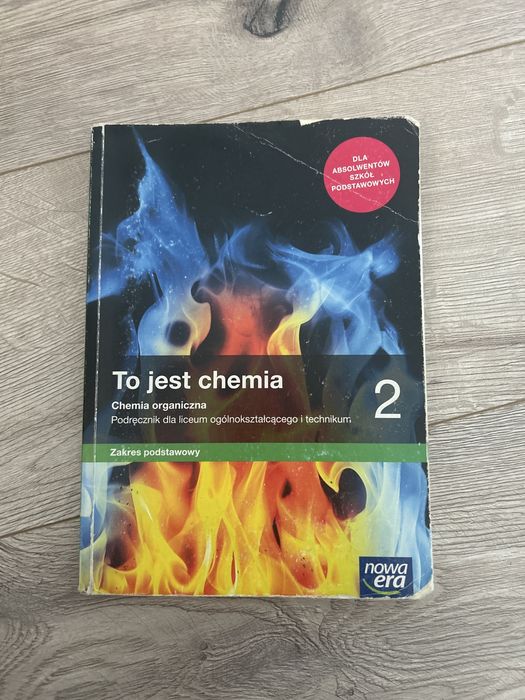 DLA
ABSOLWENTÓW
SZKÓŁ
PODSTAWOWYCH
To jest chemia
2
Chemia organiczna
Podręcznik dla liceum ogólnokształcącego i technikum
Zakres podstawowy
nowa
era